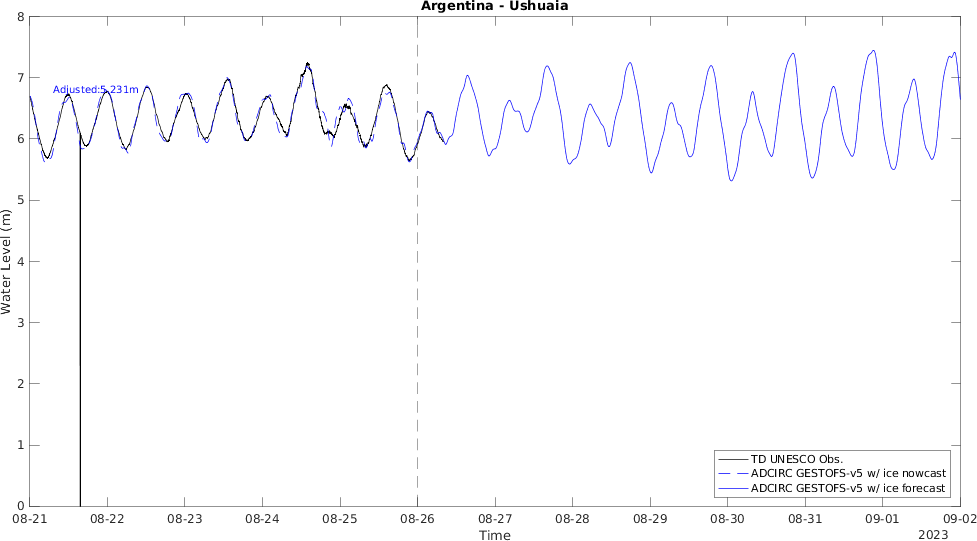 Argentina - Ushuaia
8
7
6
5
4
3
2
1
0
Water Level (m)
Adjusted:5.231m
TD UNESCO Obs.
ADCIRC GESTOFS-v5 w/ ice nowcast
ADCIRC GESTOFS-v5 w/ ice forecast
08-21 08-22 08-23 08-24 08-25 08-26 08-27 08-28 08-29 08-30 08-31 09-01 09-02
Time
2023